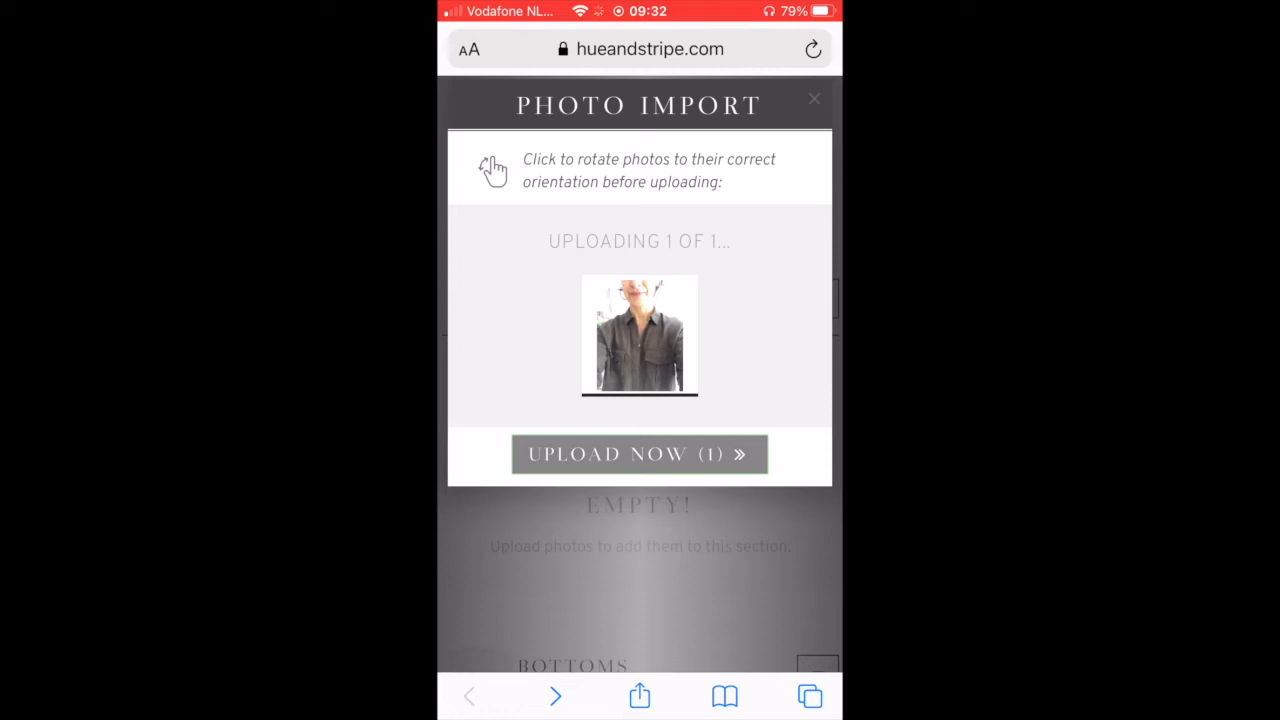 Vodafone NL... 09:32 79%
AA hueandstripe.com
PHOTO IMPORT
Click to rotate photos to their correct
orientation before uploading:
UPLOADING 1 OF 1...
UPLOAD NOW (1) »
EMPTY!
Upload photos to add them to this section.
BOTTOMS